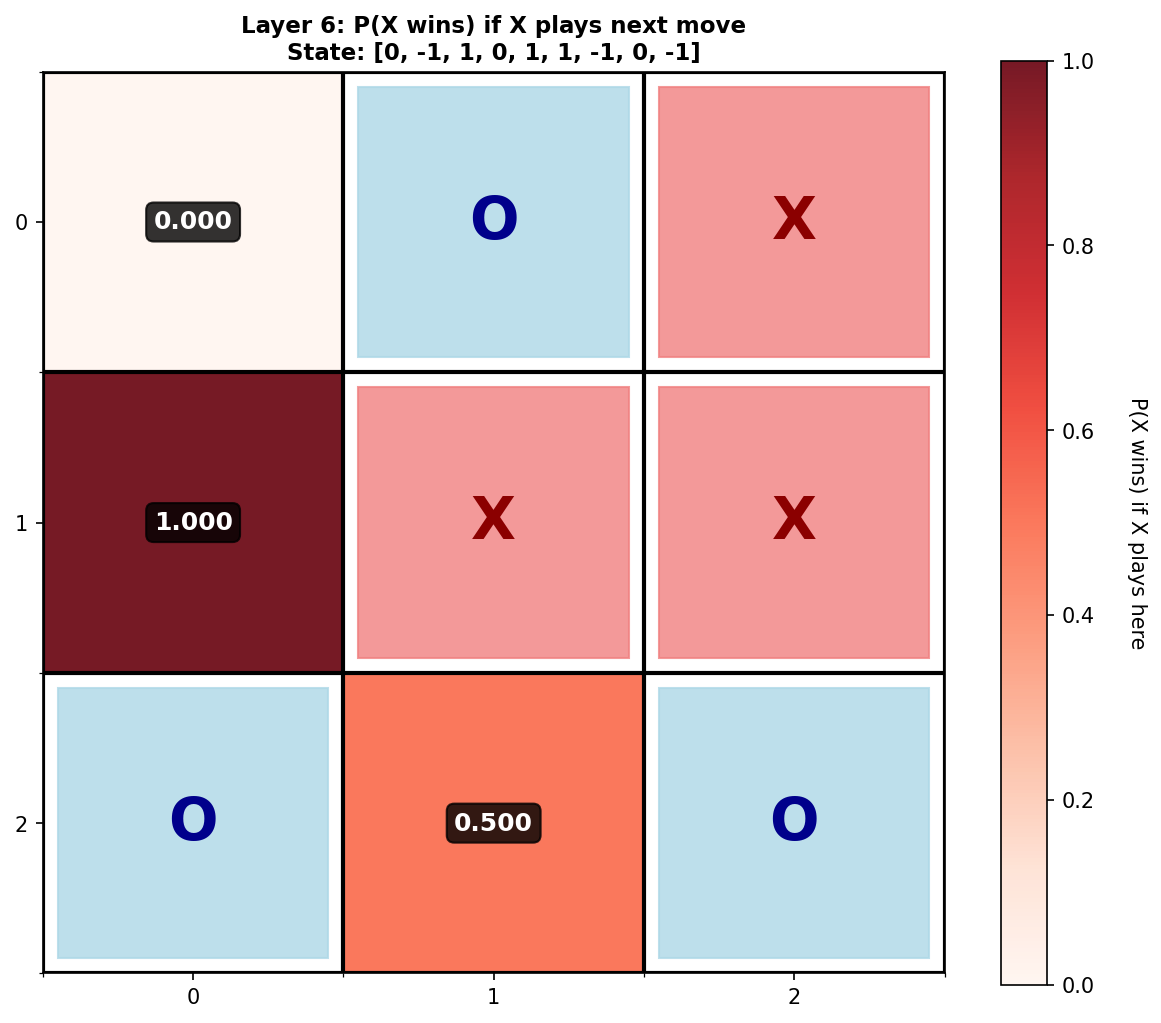 Layer 6: P(X wins) if X plays next move
State: [0, -1, 1, 0, 1, 1, -1, 0, -1]
0
0.000
O
X
1
1.000
X
X
2
O
0.500
O
0
1
2
1.0
0.8
0.6
0.4
0.2
0.0
P(X wins) if X plays here